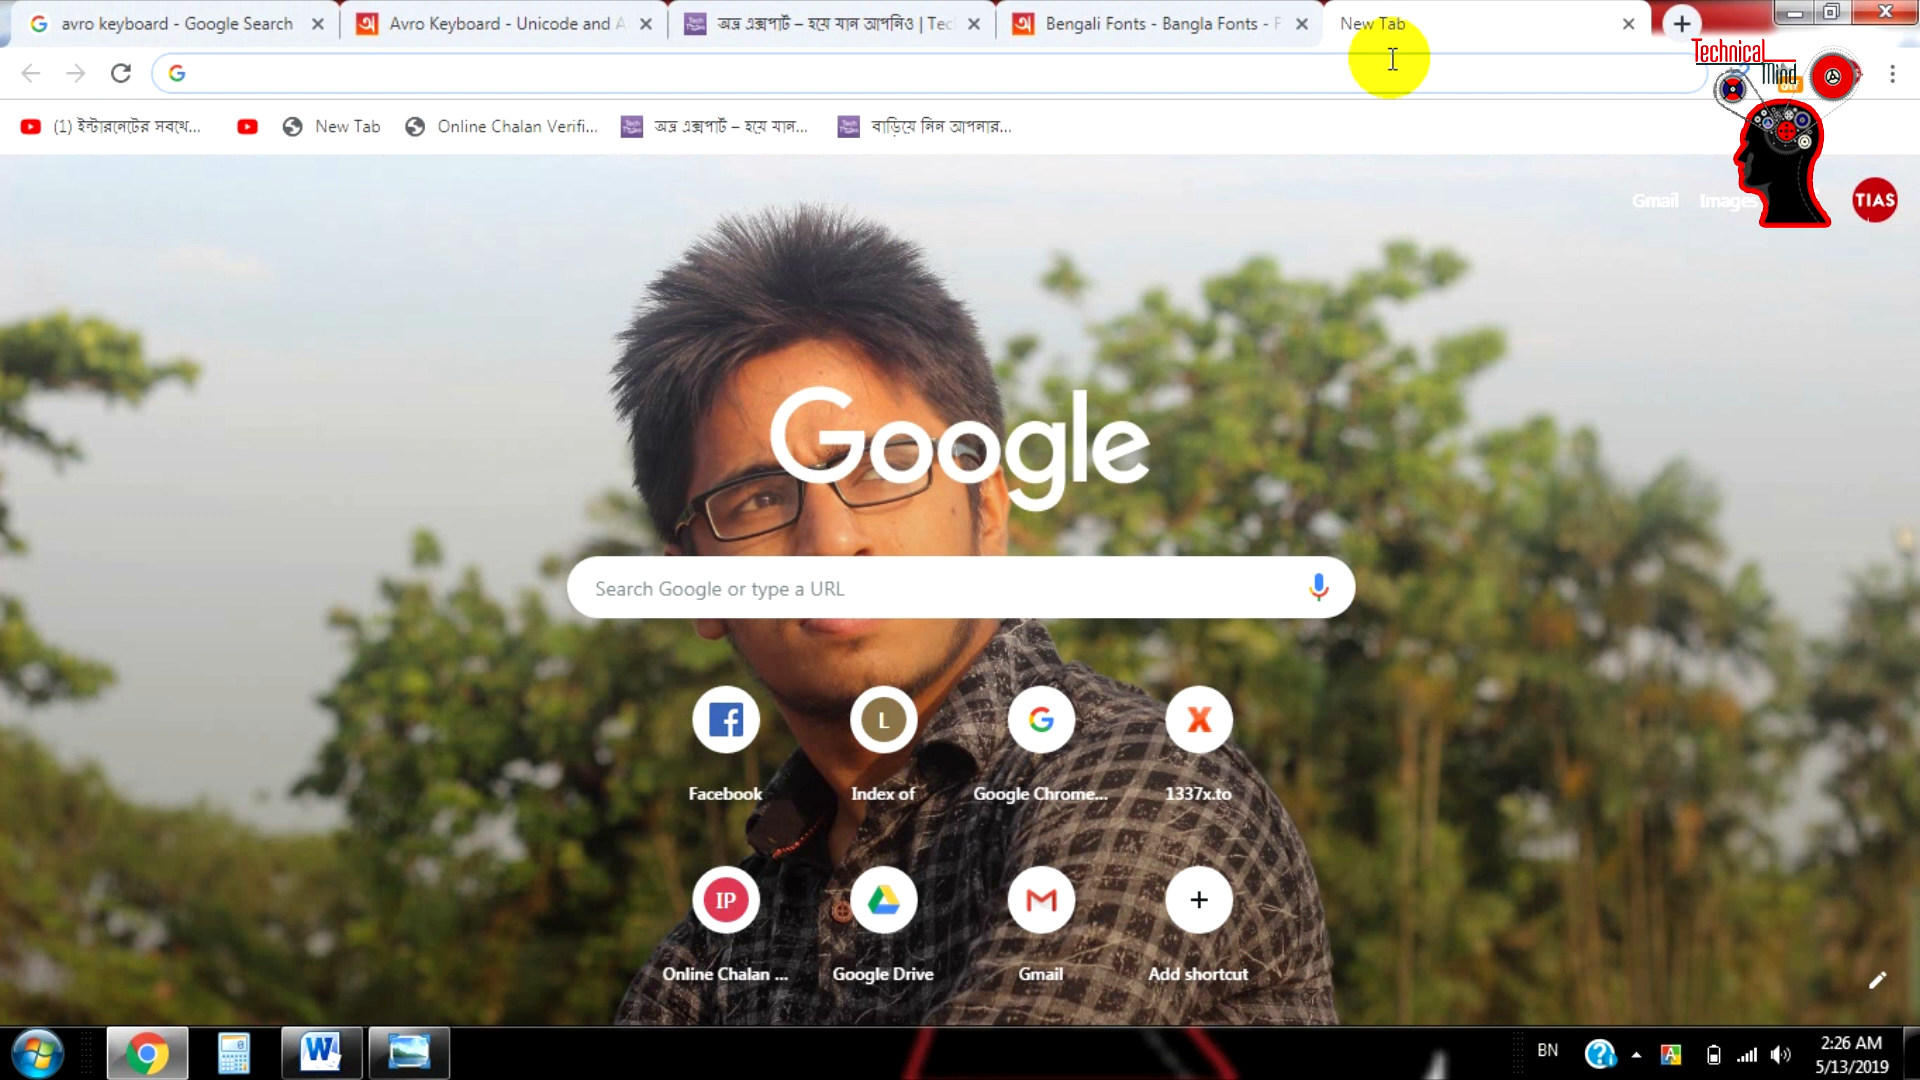 avro keyboard - Google Search
Avro Keyboard - Unicode and A
অভ্র এক্সপার্ট – হয়ে যান আপনিও | Tec
Bengali Fonts - Bangla Fonts - F
New Tab
Technical
Mind
(1) ইন্টারনেটের সবথে...
New Tab
Online Chalan Verifi...
অভ্র এক্সপার্ট – হয়ে যান...
বাড়িয়ে নিন আপনার...
Gmail
Images
TIAS
Google
Search Google or type a URL
L
Facebook
Index of
Google Chrome...
1337x.to
IP
Online Chalan ...
Google Drive
Gmail
Add shortcut
BN
2:26 AM
5/13/2019